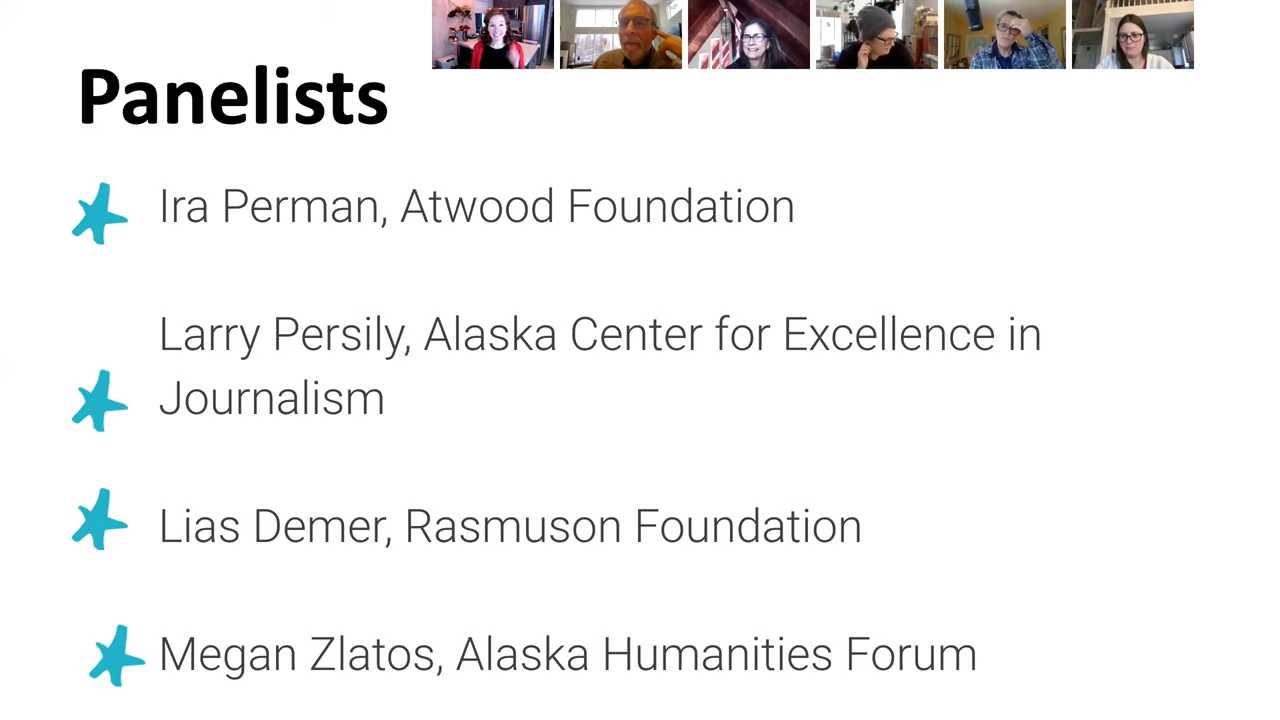 Panelists
Ira Perman, Atwood Foundation
Larry Persily, Alaska Center for Excellence in
Journalism
Lias Demer, Rasmuson Foundation
Megan Zlatos, Alaska Humanities Forum